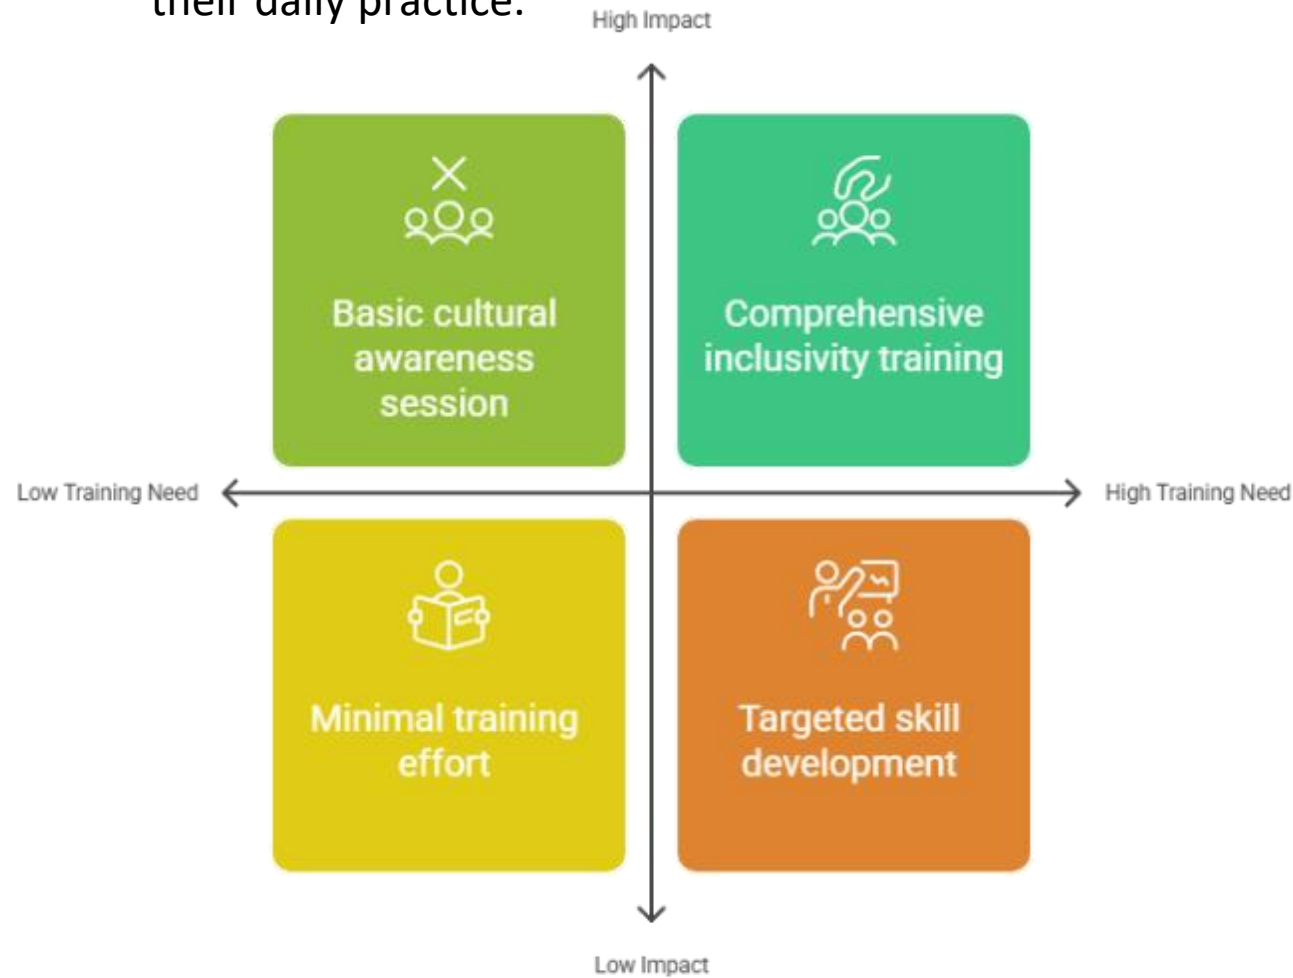 their daily practice.
High Impact
Basic cultural
awareness
session
Comprehensive
inclusivity training
Low Training Need
High Training Need
Minimal training
effort
Targeted skill
development
Low Impact